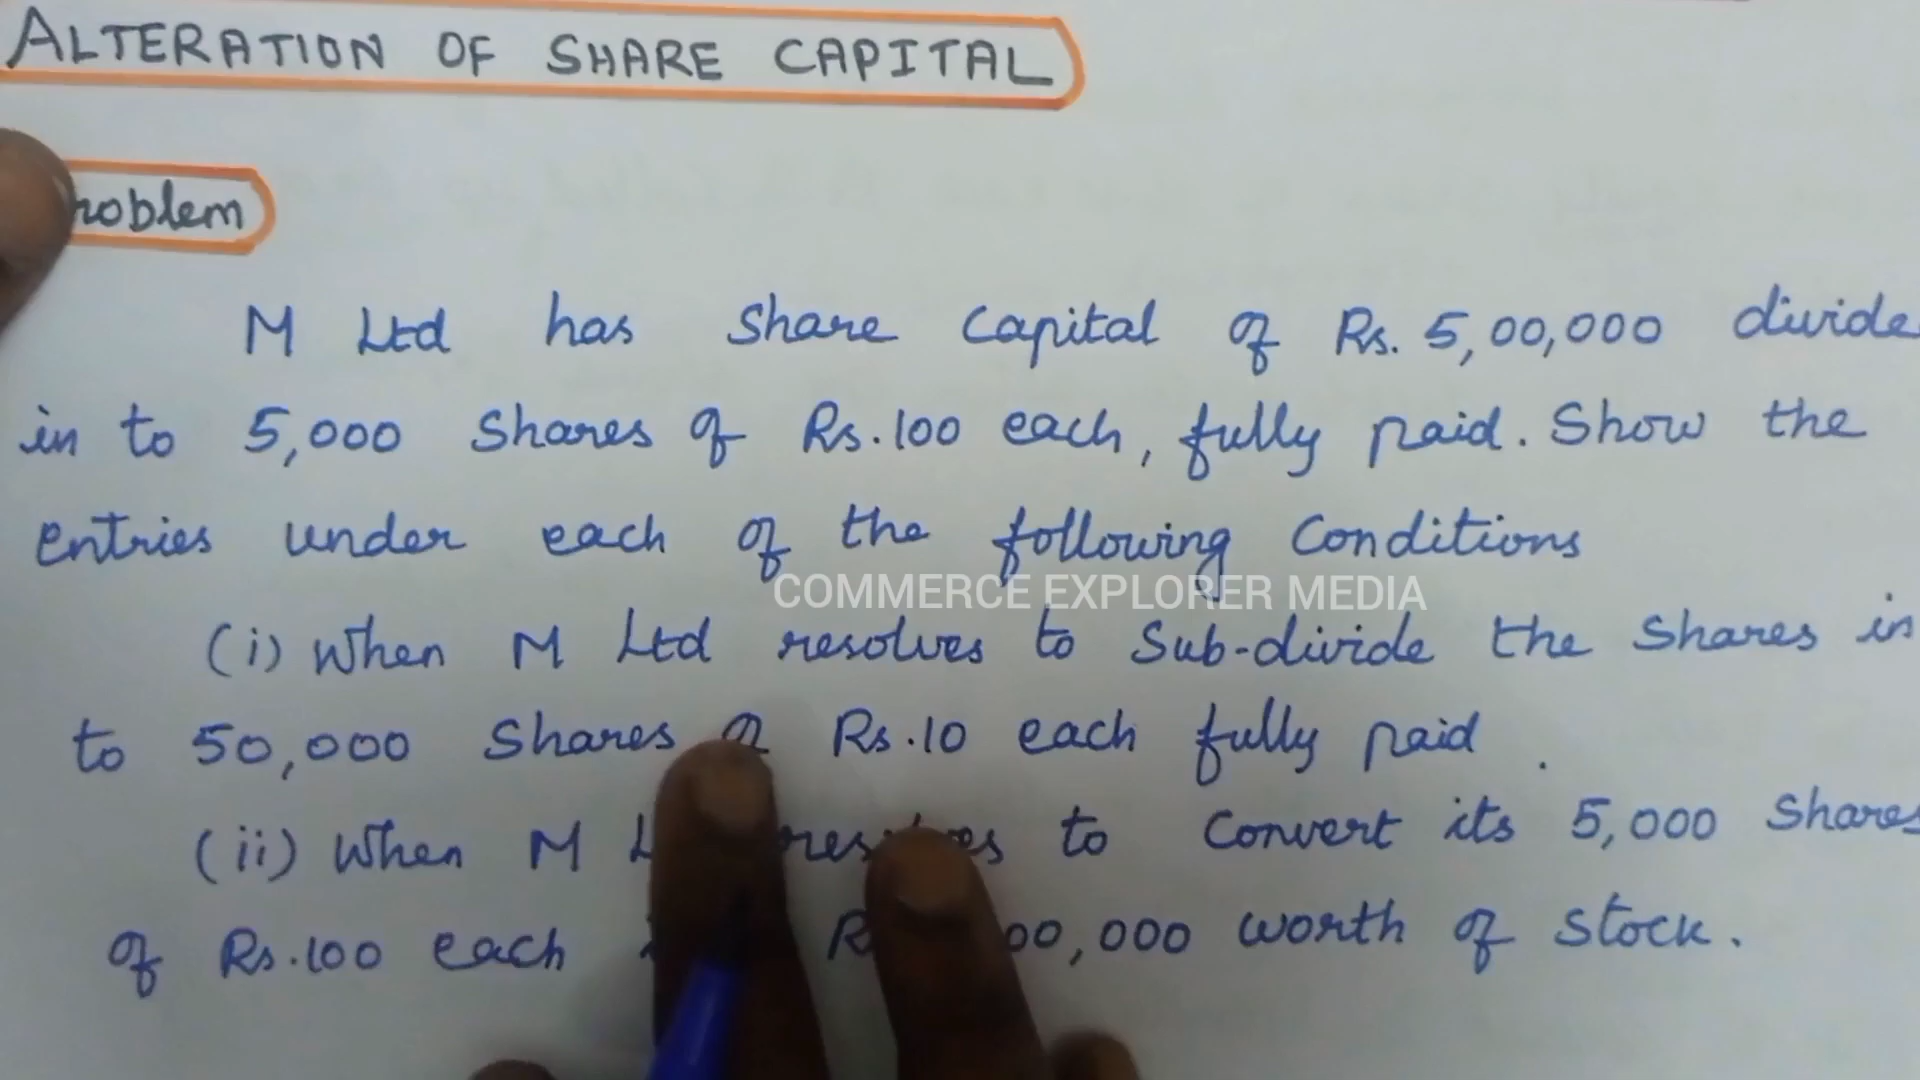 ALTERATION OF SHARE CAPITAL
roblem
M Ltd has Share Capital of Rs. 5,00,000 divide
in to 5,000 Shares of Rs.100 each, fully paid. Show the
entries under each of the following Conditions
COMMERCE EXPLORER MEDIA
(i) When M Ltd resolves to Sub-divide the Shares in
to 50,000 Shares of Rs.10 each fully paid.
(ii) When M to Convert its 5,000 Shares
of Rs.100 each 00,000 worth of Stock.